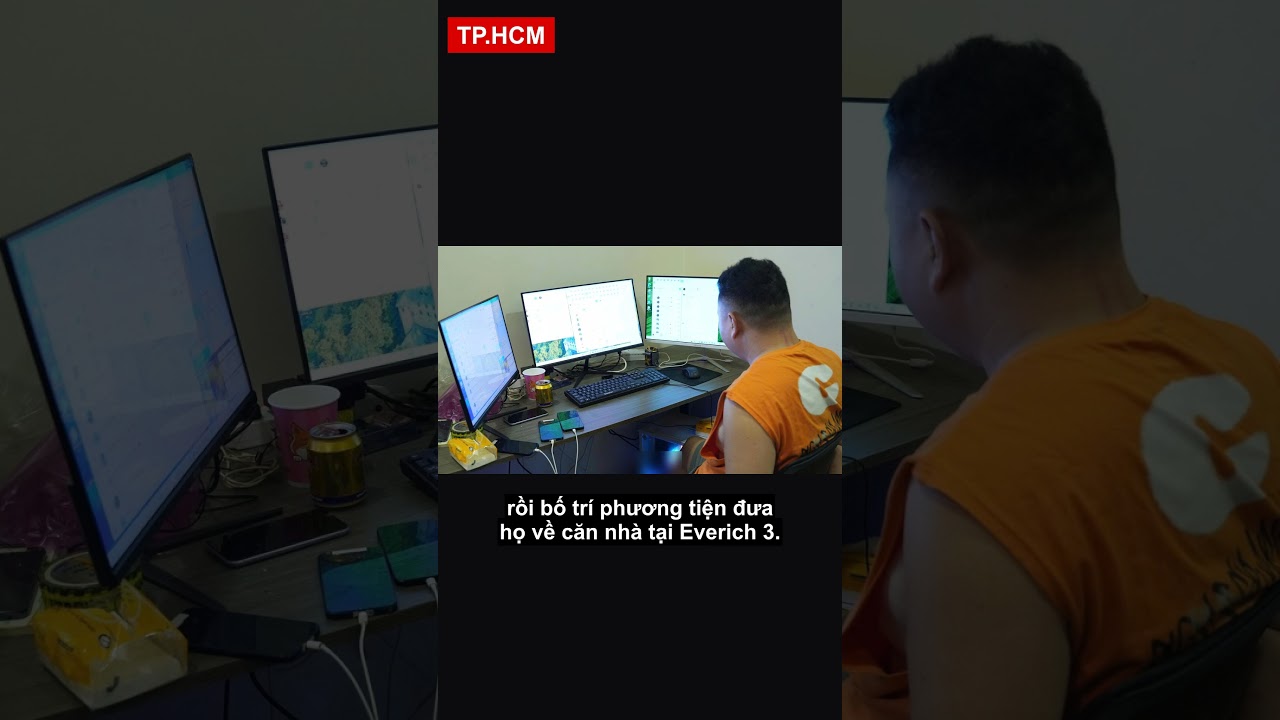 TP.HCM
rồi bố trí phương tiện đưa
họ về căn nhà tại Everich 3.